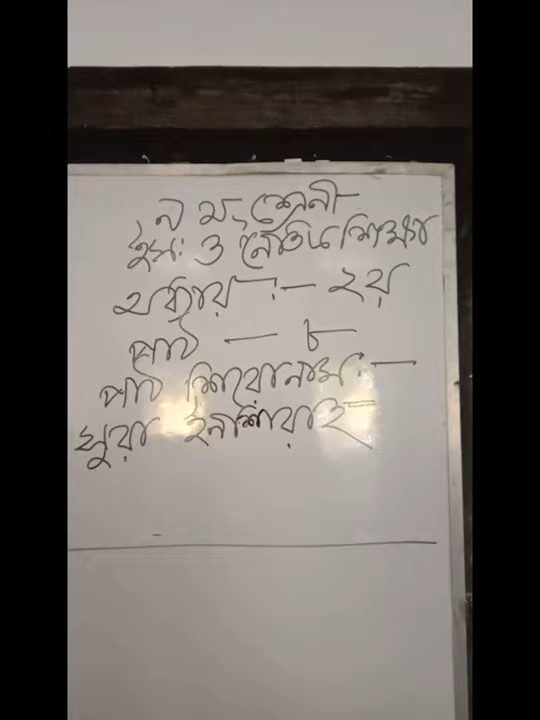 ৯ম শ্রেনী
ইসঃ ও নৈতিক শিক্ষা
অধ্যায় :- ২য়
পাঠ - ৮
পাঠ শিরোনাম :-
সুরা ইনশিরাহ